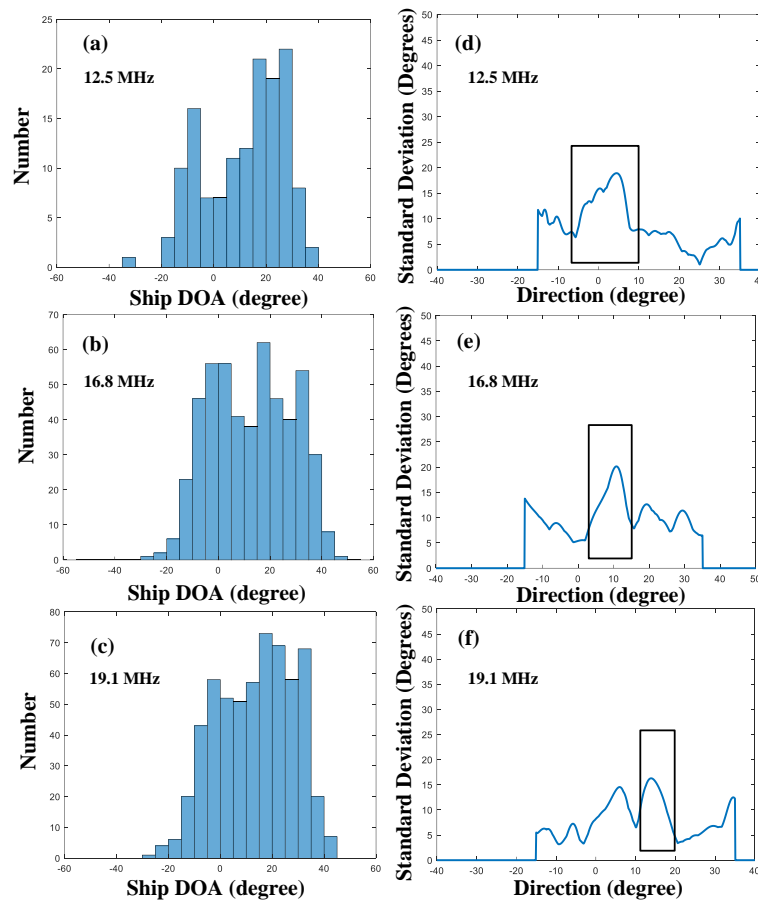 (a)
12.5 MHz
25
20
15
10
5
0
-60 -40 -20 0 20 40 60
Number
Ship DOA (degree)
(d)
12.5 MHz
50
45
40
35
30
25
20
15
10
5
0
-40 -30 -20 -10 0 10 20 30 40
Standard Deviation (Degrees)
Direction (degree)
(b)
16.8 MHz
70
60
50
40
30
20
10
0
-60 -40 -20 0 20 40 60
Number
Ship DOA (degree)
(e)
16.8 MHz
50
45
40
35
30
25
20
15
10
5
0
-40 -30 -20 -10 0 10 20 30 40 50
Standard Deviation (Degrees)
Direction (degree)
(c)
19.1 MHz
80
70
60
50
40
30
20
10
0
-60 -40 -20 0 20 40 60
Number
Ship DOA (degree)
(f)
19.1 MHz
50
45
40
35
30
25
20
15
10
5
0
-40 -30 -20 -10 0 10 20 30 40
Standard Deviation (Degrees)
Direction (degree)